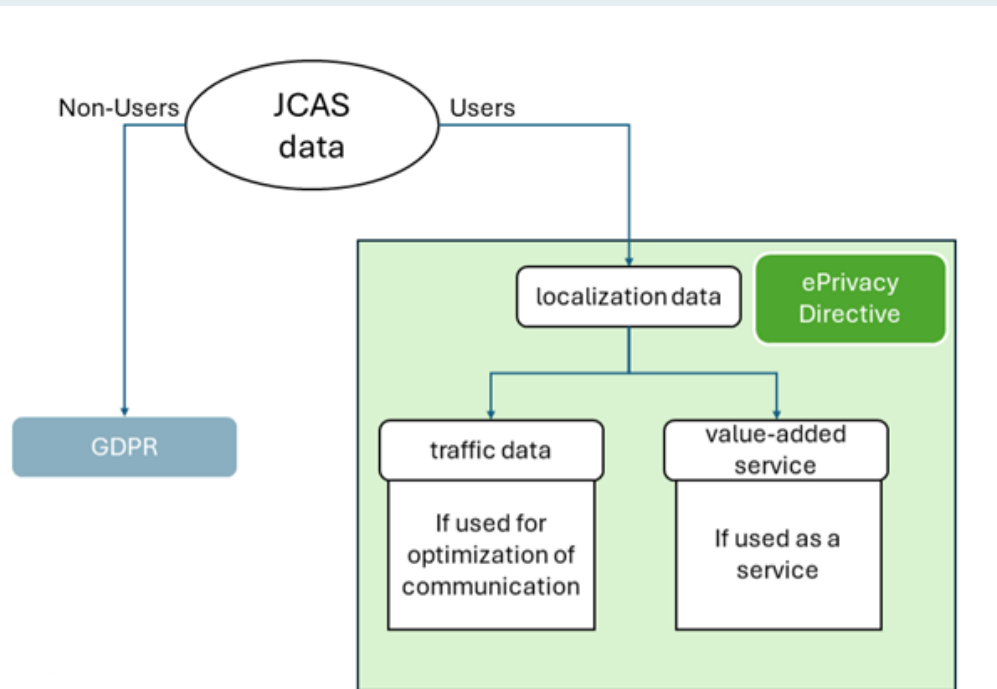 Non-Users
JCAS
data
Users
localization data
ePrivacy
Directive
GDPR
traffic data
value-added
service
If used for
optimization of
communication
If used as a
service